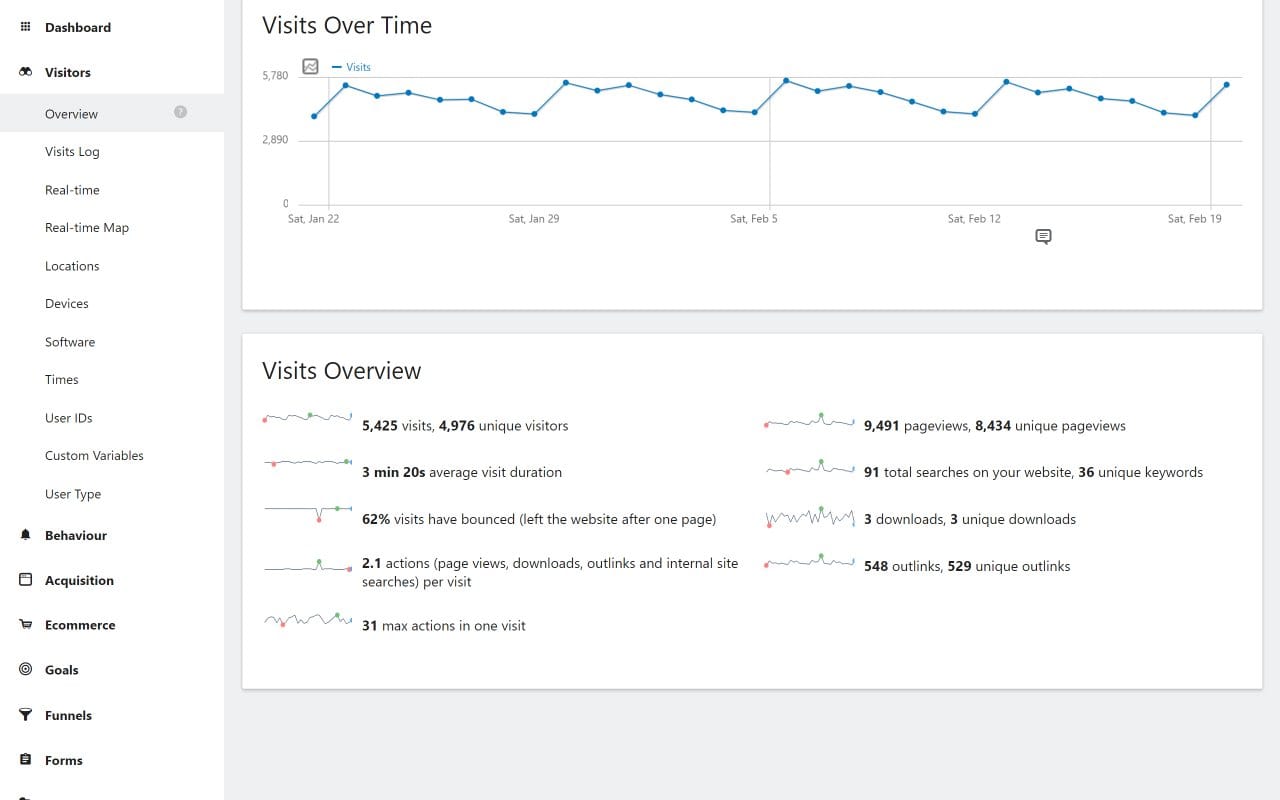 Dashboard
Visitors
Overview
?
Visits Log
Real-time
Real-time Map
Locations
Devices
Software
Times
User IDs
Custom Variables
User Type
Behaviour
Acquisition
Ecommerce
Goals
Funnels
Forms
Visits Over Time
Visits
5,780
2,890
0
Sat, Jan 22
Sat, Jan 29
Sat, Feb 5
Sat, Feb 12
Sat, Feb 19
Visits Overview
5,425 visits, 4,976 unique visitors
3 min 20s average visit duration
62% visits have bounced (left the website after one page)
2.1 actions (page views, downloads, outlinks and internal site
searches) per visit
31 max actions in one visit
9,491 pageviews, 8,434 unique pageviews
91 total searches on your website, 36 unique keywords
3 downloads, 3 unique downloads
548 outlinks, 529 unique outlinks